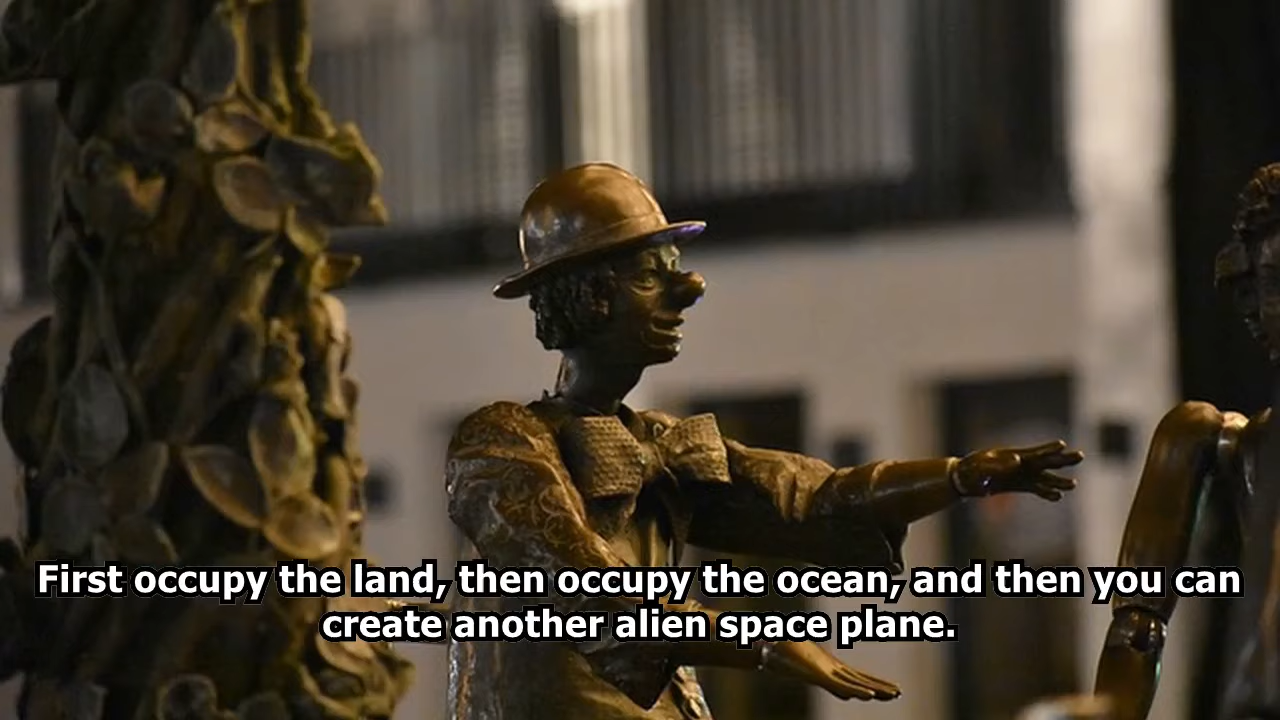 First occupy the land, then occupy the ocean, and then you can
create another alien space plane.